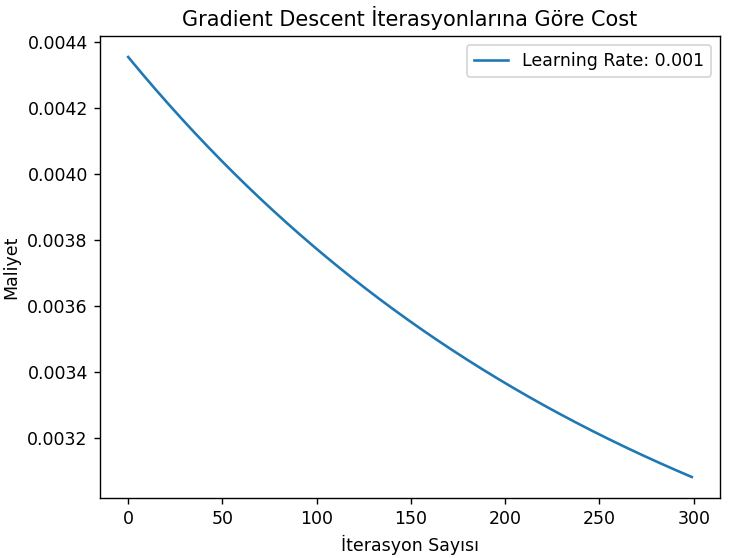 Gradient Descent İterasyonlarına Göre Cost
Learning Rate: 0.001
Maliyet
0.0044
0.0042
0.0040
0.0038
0.0036
0.0034
0.0032
0 50 100 150 200 250 300
İterasyon Sayısı